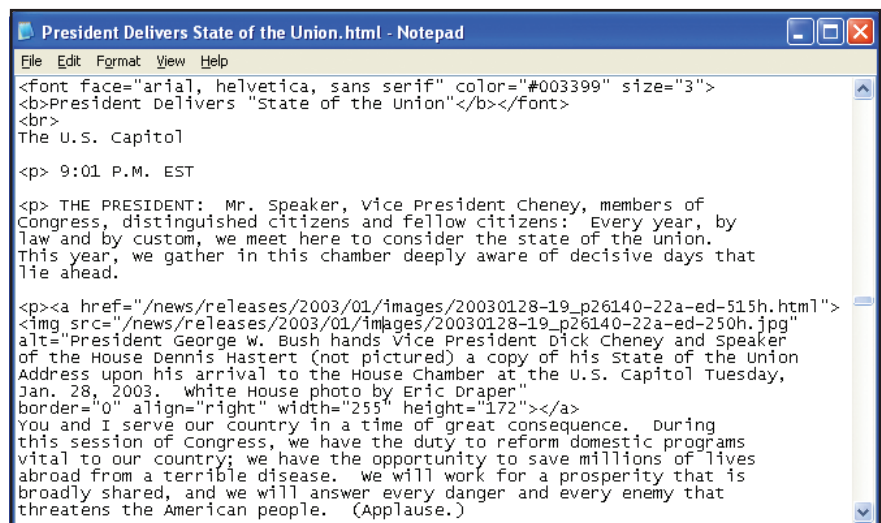 President Delivers State of the Union.html - Notepad
File Edit Format View Help
<font face="arial, helvetica, sans serif" color="#003399" size="3">
<b>President Delivers "State of the Union"</b></font>
<br>
The U.S. Capitol
<p> 9:01 P.M. EST
<p> THE PRESIDENT:  Mr. Speaker, Vice President Cheney, members of
Congress, distinguished citizens and fellow citizens:  Every year, by
law and by custom, we meet here to consider the state of the union.
This year, we gather in this chamber deeply aware of decisive days that
lie ahead.
<p><a href="/news/releases/2003/01/images/20030128-19_p26140-22a-ed-515h.html">
<img src="/news/releases/2003/01/images/20030128-19_p26140-22a-ed-250h.jpg"
alt="President George W. Bush hands Vice President Dick Cheney and Speaker
of the House Dennis Hastert (not pictured) a copy of his State of the Union
Address upon his arrival to the House Chamber at the U.S. Capitol Tuesday,
Jan. 28, 2003.  White House photo by Eric Draper"
border="0" align="right" width="255" height="172"></a>
You and I serve our country in a time of great consequence.  During
this session of Congress, we have the duty to reform domestic programs
vital to our country; we have the opportunity to save millions of lives
abroad from a terrible disease.  We will work for a prosperity that is
broadly shared, and we will answer every danger and every enemy that
threatens the American people.  (Applause.)